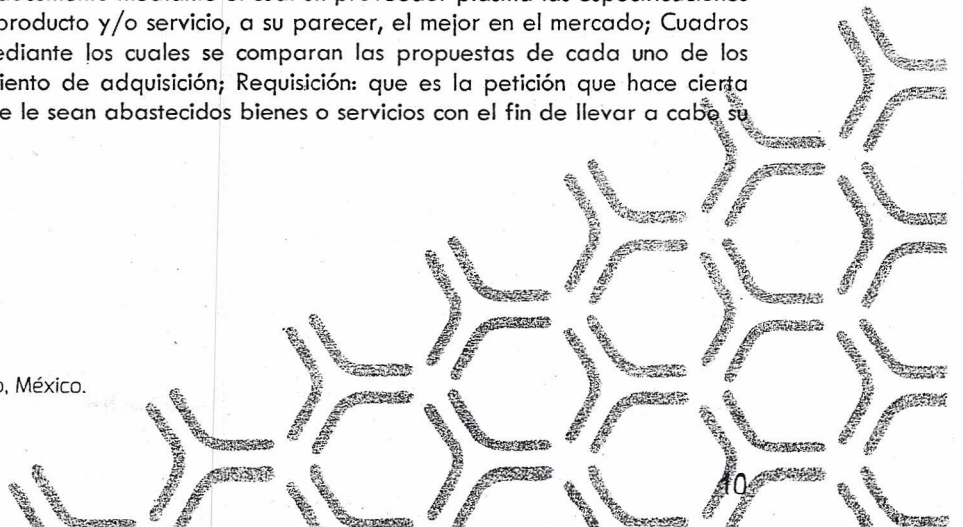 producto y/o servicio, a su parecer, el mejor en el mercado; Cuadros
ediante los cuales se comparan las propuestas de cada uno de los
iento de adquisición; Requisición: que es la petición que hace cierta
e le sean abastecidos bienes o servicios con el fin de llevar a cabo su
o, México.
10